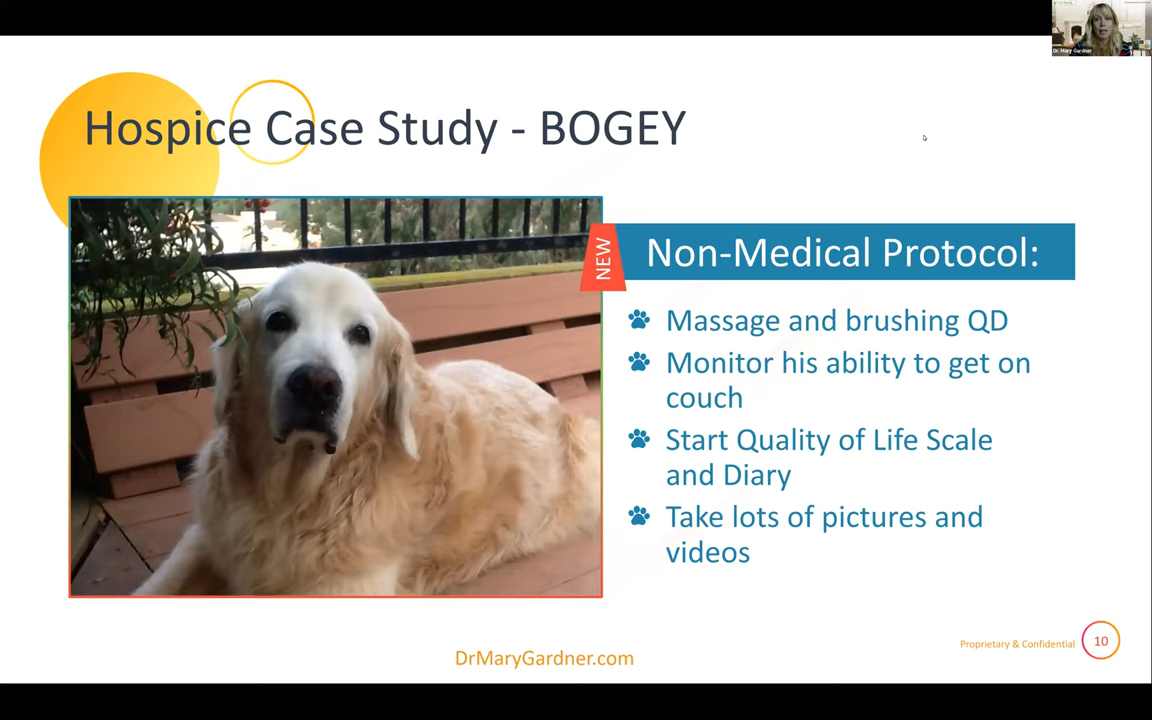 Dr. Mary Gardner
Hospice Case Study - BOGEY
NEW
Non-Medical Protocol:
Massage and brushing QD
Monitor his ability to get on
couch
Start Quality of Life Scale
and Diary
Take lots of pictures and
videos
DrMaryGardner.com
Proprietary & Confidential
10